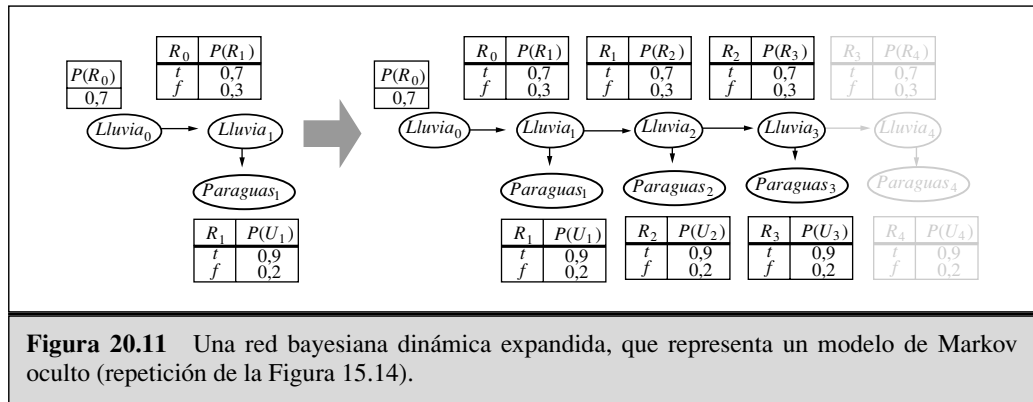 R0 P(R1)
t 0,7
f 0,3
P(R0)
0,7
Lluvia0
Lluvia1
Paraguas1
R1 P(U1)
t 0,9
f 0,2
P(R0)
0,7
R0 P(R1)
t 0,7
f 0,3
R1 P(R2)
t 0,7
f 0,3
R2 P(R3)
t 0,7
f 0,3
R3 P(R4)
t 0,7
f 0,3
Lluvia0
Lluvia1
Lluvia2
Lluvia3
Lluvia4
Paraguas1
Paraguas2
Paraguas3
Paraguas4
R1 P(U1)
t 0,9
f 0,2
R2 P(U2)
t 0,9
f 0,2
R3 P(U3)
t 0,9
f 0,2
R4 P(U4)
t 0,9
f 0,2
Figura 20.11 Una red bayesiana dinámica expandida, que representa un modelo de Markov
oculto (repetición de la Figura 15.14).